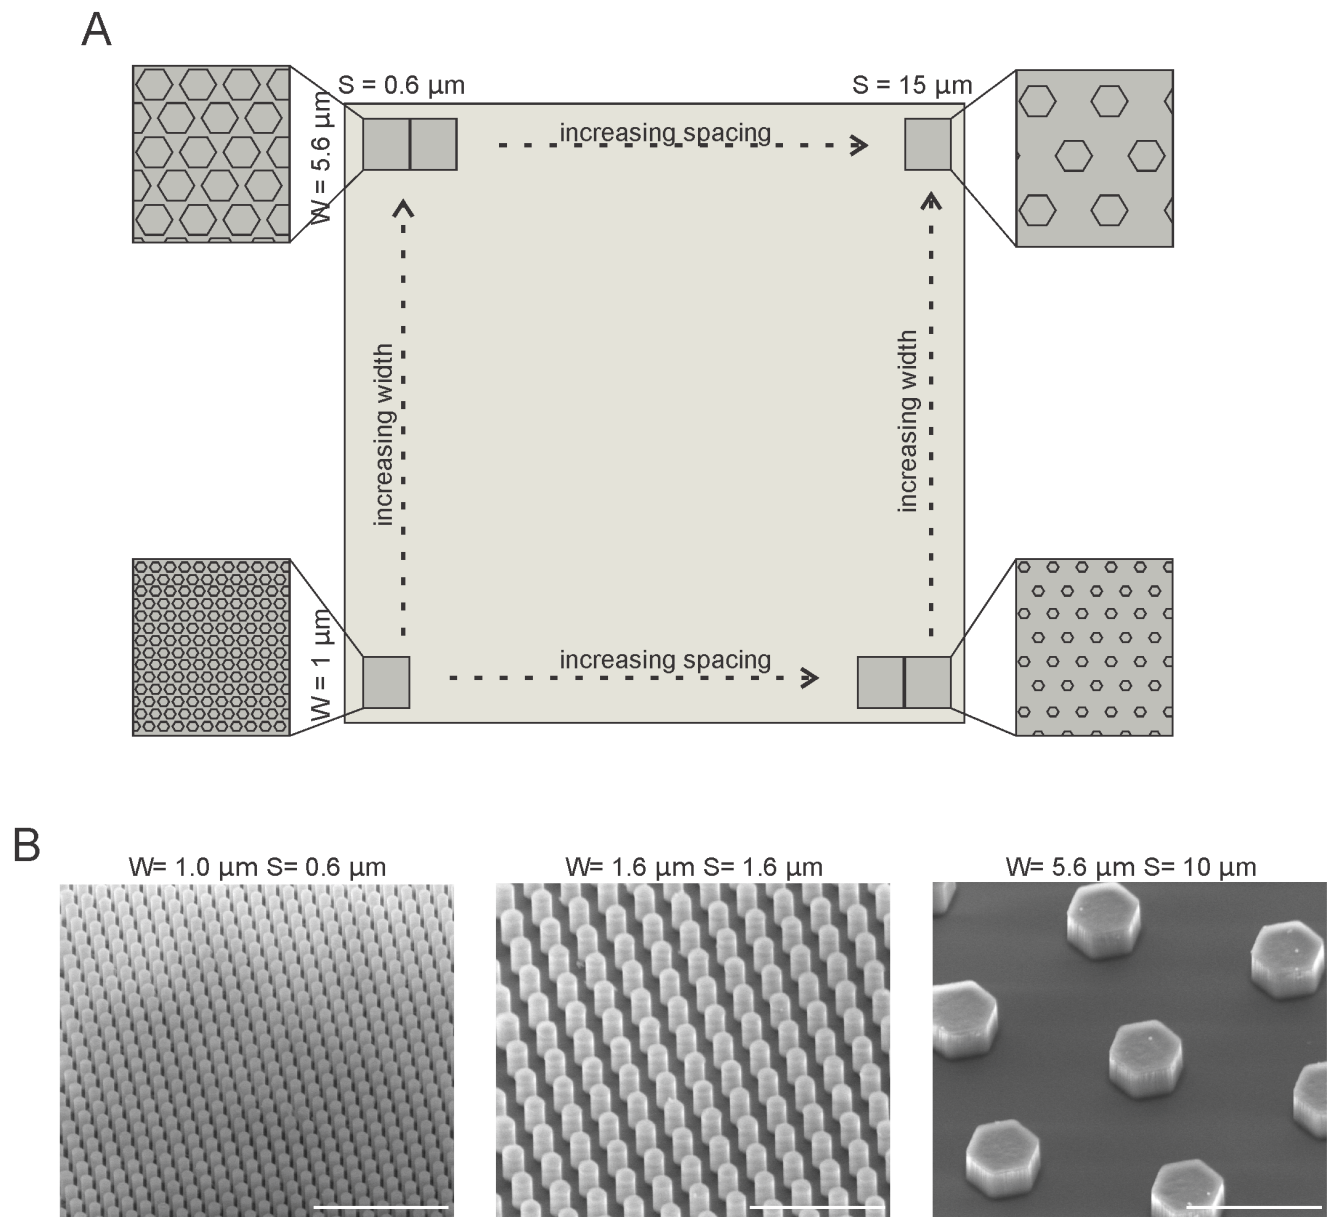 A
S = 0.6 µm
S = 15 µm
W = 5.6 µm
increasing spacing
increasing width
increasing width
W = 1 µm
increasing spacing
B
W= 1.0 µm S= 0.6 µm
W= 1.6 µm S= 1.6 µm
W= 5.6 µm S= 10 µm